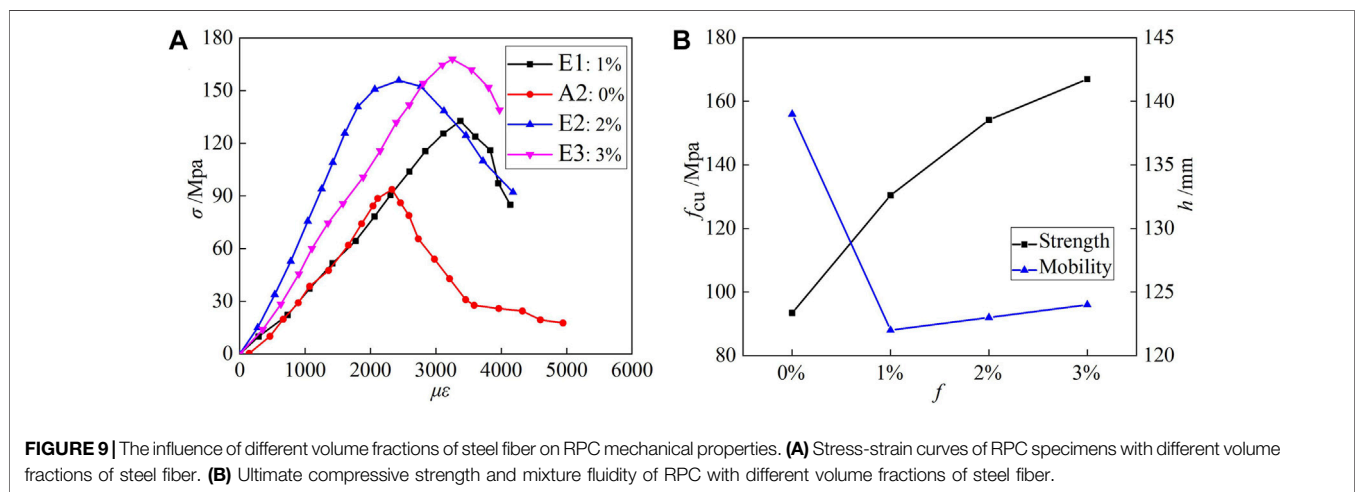 A
180
150
120
90
60
30
0
σ /Mpa
0 1000 2000 3000 4000 5000 6000
με
E1: 1%
A2: 0%
E2: 2%
E3: 3%
B
180
160
140
120
100
80
fcu /Mpa
145
140
135
130
125
120
h /mm
0% 1% 2% 3%
f
Strength
Mobility
FIGURE 9 | The influence of different volume fractions of steel fiber on RPC mechanical properties. (A) Stress-strain curves of RPC specimens with different volume
fractions of steel fiber. (B) Ultimate compressive strength and mixture fluidity of RPC with different volume fractions of steel fiber.